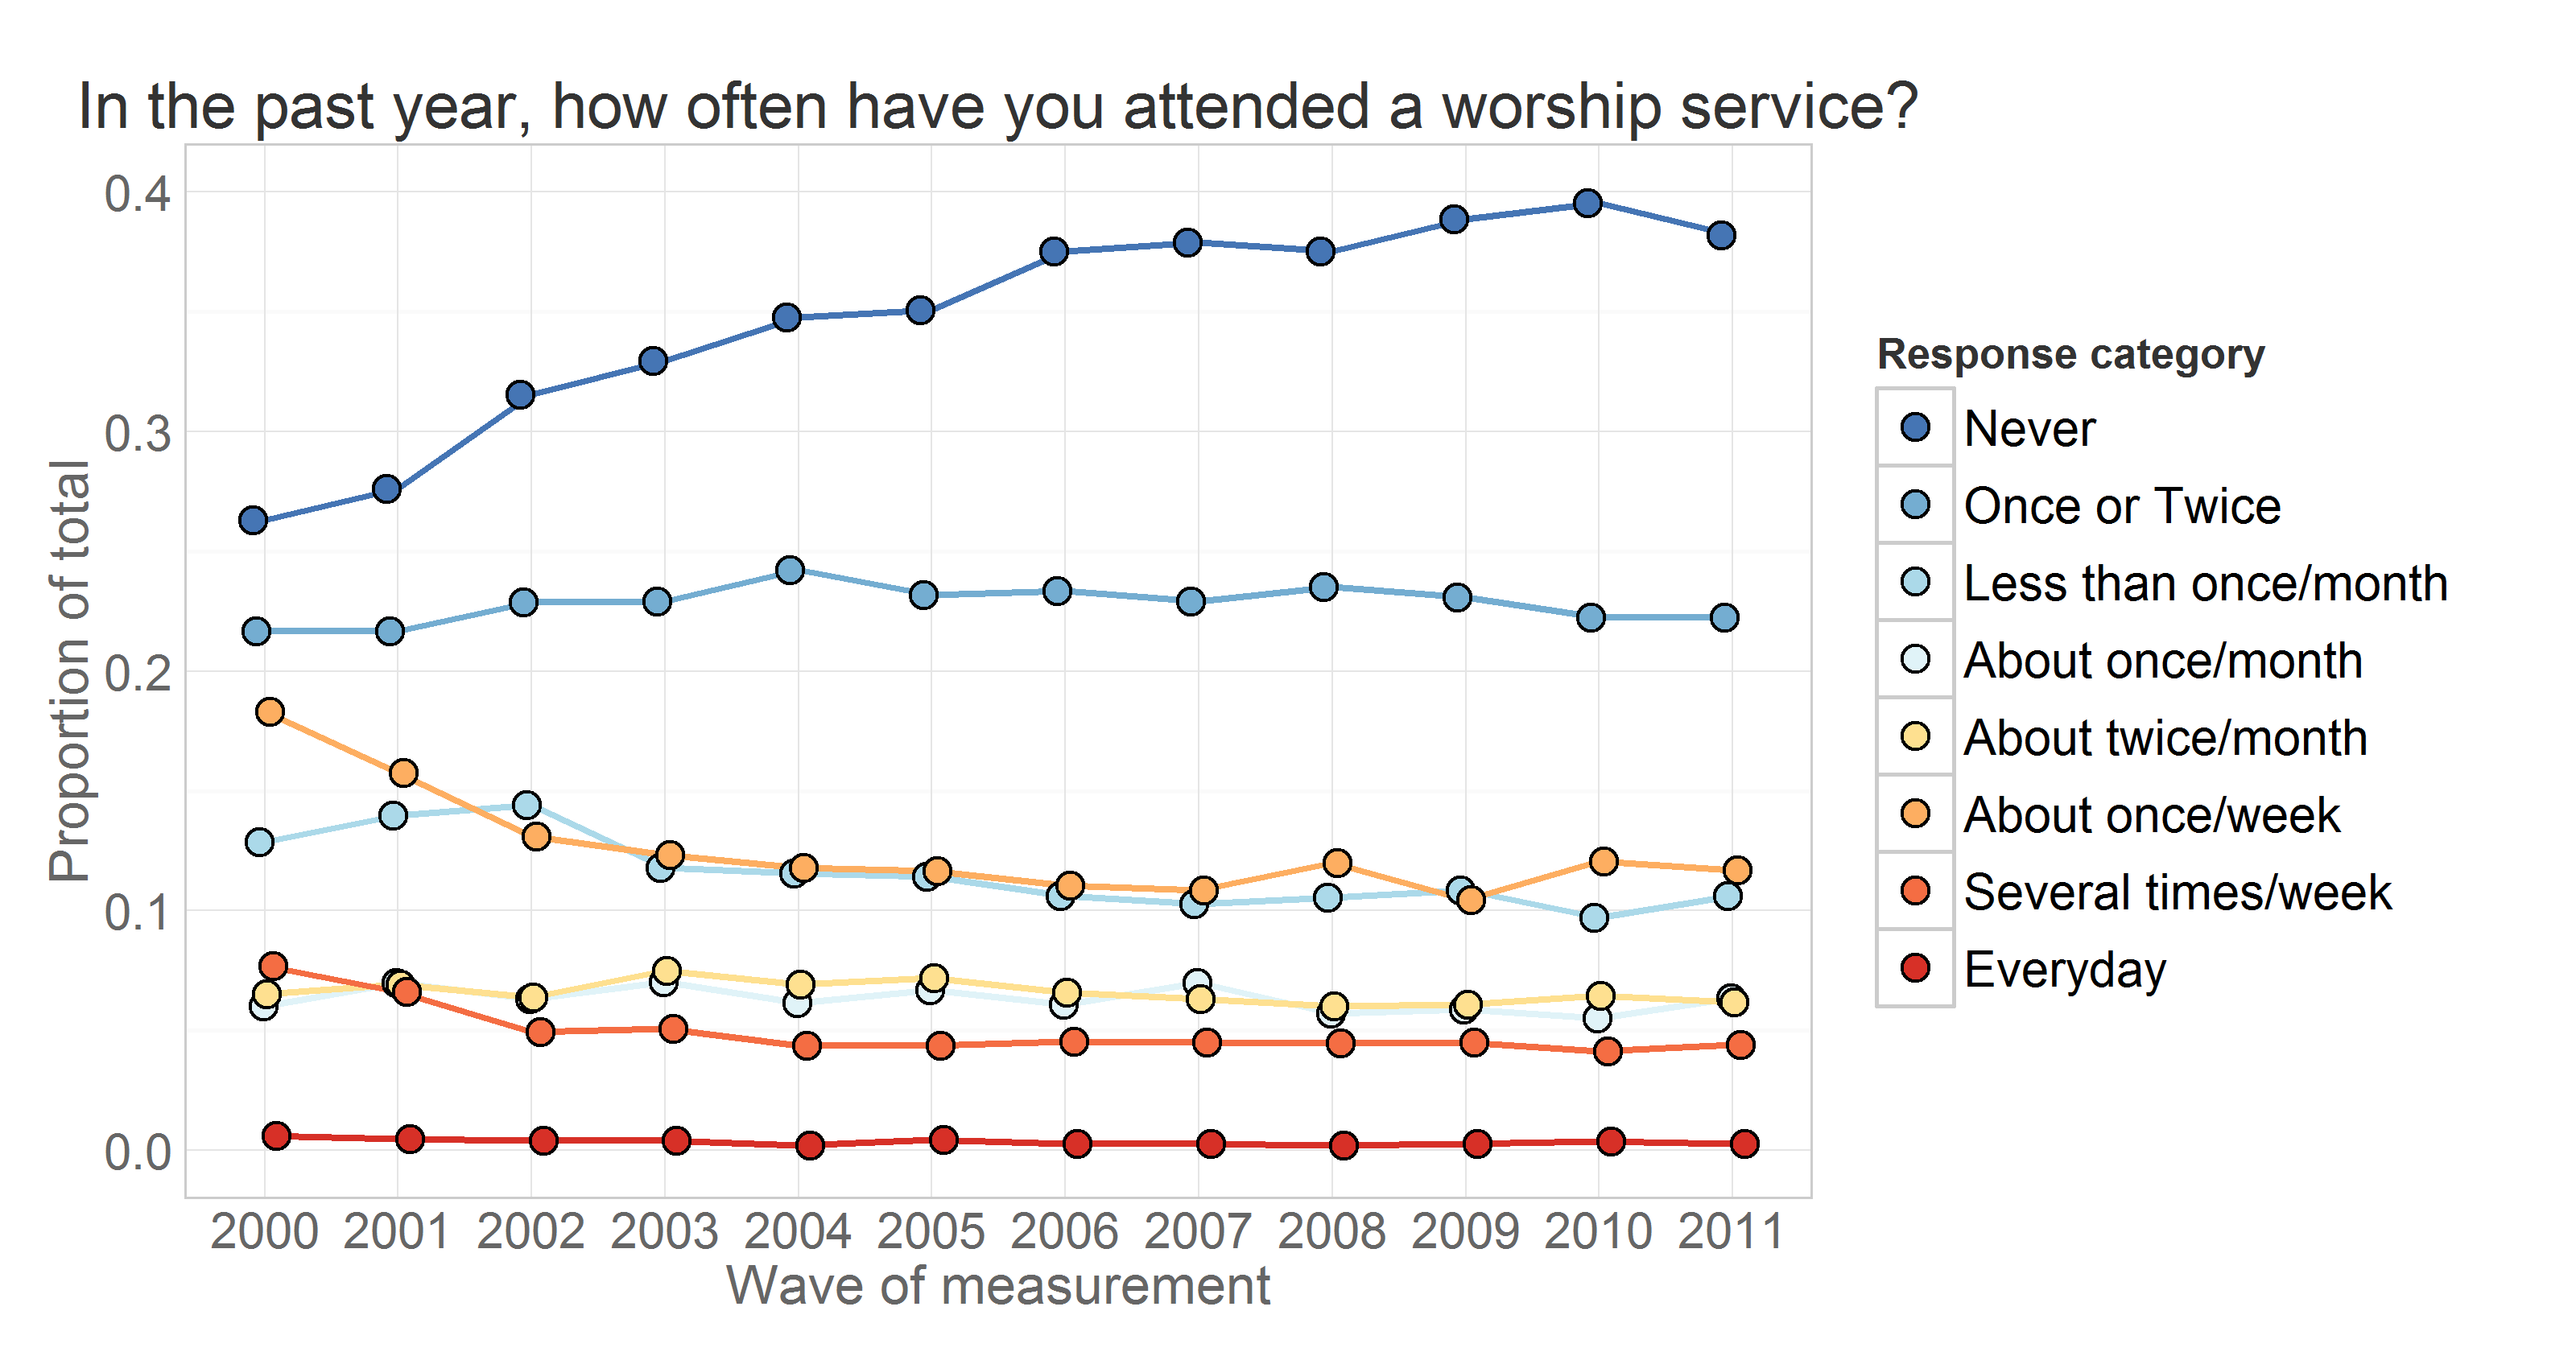 In the past year, how often have you attended a worship service?
0.4
0.3
0.2
0.1
0.0
Proportion of total
2000 2001 2002 2003 2004 2005 2006 2007 2008 2009 2010 2011
Wave of measurement
Response category
Never
Once or Twice
Less than once/month
About once/month
About twice/month
About once/week
Several times/week
Everyday